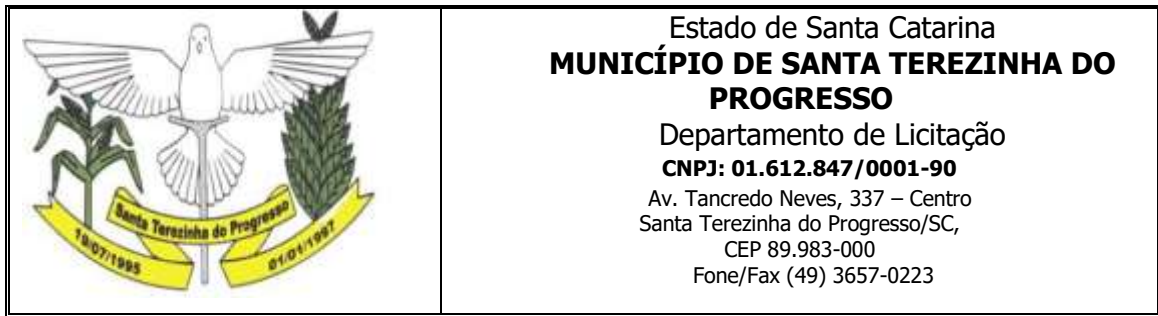 Santa Terezinha do Progresso
19/07/1995
01/01/1997
Estado de Santa Catarina
MUNICÍPIO DE SANTA TEREZINHA DO
PROGRESSO
Departamento de Licitação
CNPJ: 01.612.847/0001-90
Av. Tancredo Neves, 337 – Centro
Santa Terezinha do Progresso/SC,
CEP 89.983-000
Fone/Fax (49) 3657-0223